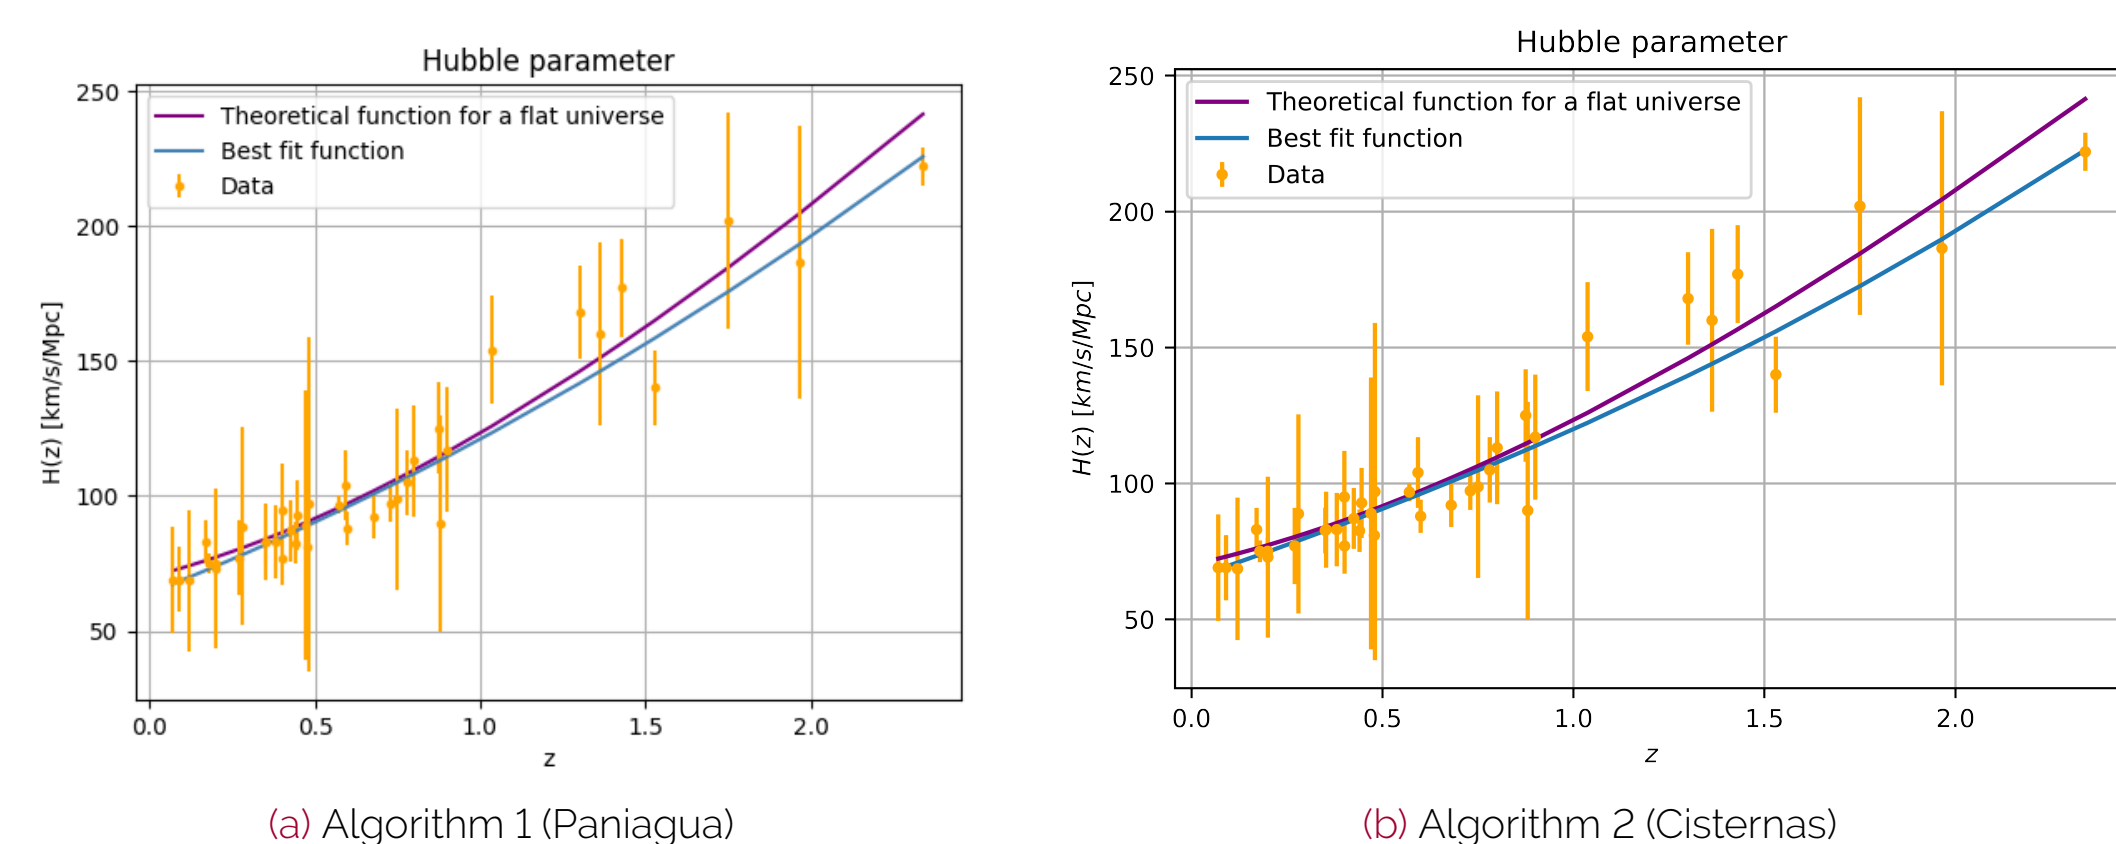 Hubble parameter
250
200
150
100
50
H(z) [km/s/Mpc]
Theoretical function for a flat universe
Best fit function
Data
0.0 0.5 1.0 1.5 2.0
z
(a) Algorithm 1 (Paniagua)
Hubble parameter
250
200
150
100
50
H(z) [km/s/Mpc]
Theoretical function for a flat universe
Best fit function
Data
0.0 0.5 1.0 1.5 2.0
z
(b) Algorithm 2 (Cisternas)